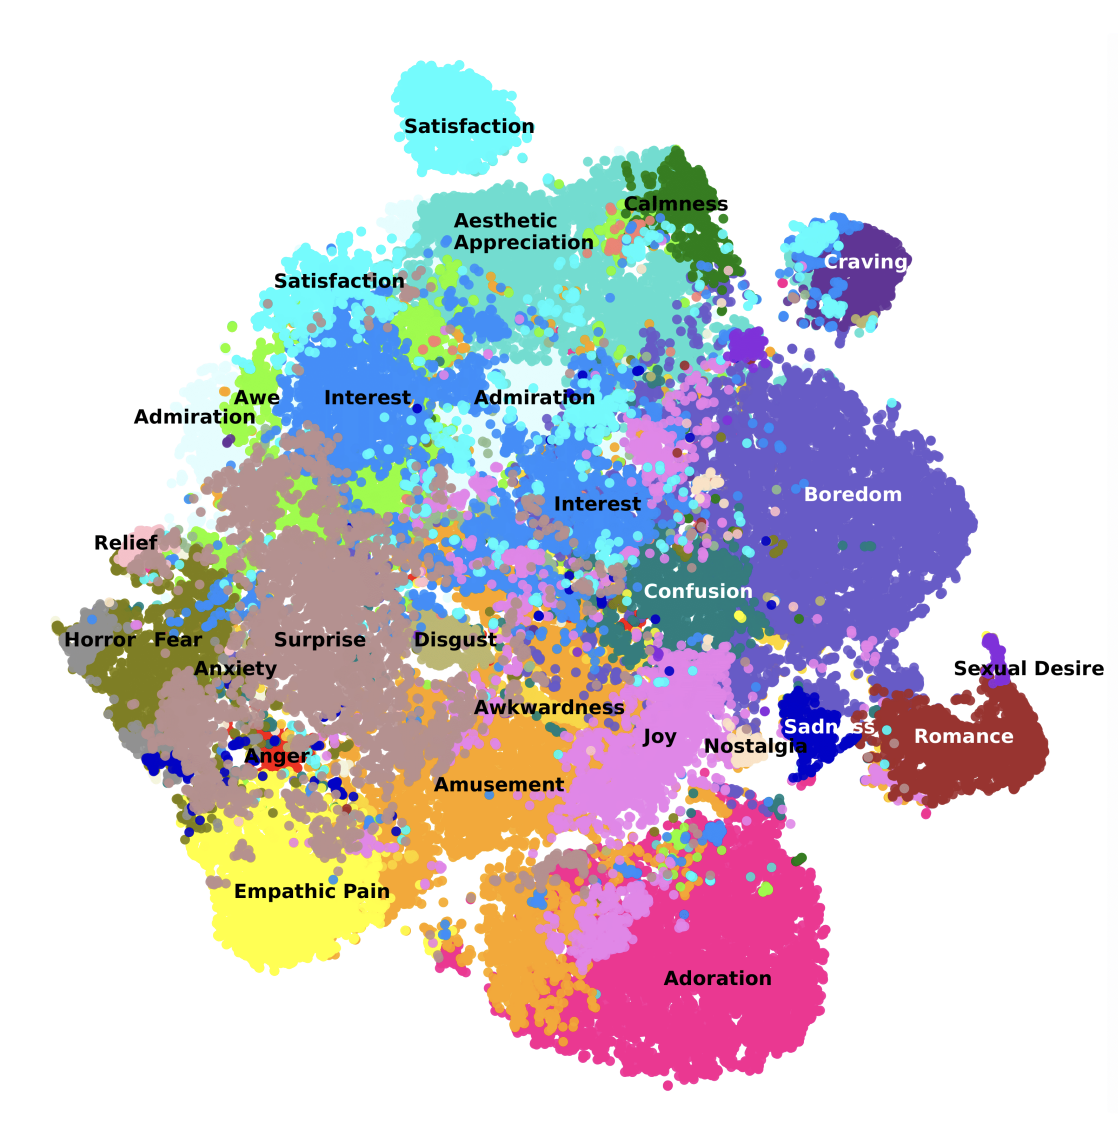 Satisfaction
Calmness
Aesthetic
Appreciation
Craving
Satisfaction
Awe
Interest
Admiration
Admiration
Boredom
Interest
Relief
Confusion
Horror
Fear
Surprise
Disgust
Anxiety
Sexual Desire
Awkwardness
Sadness
Joy
Romance
Nostalgia
Anger
Amusement
Empathic Pain
Adoration